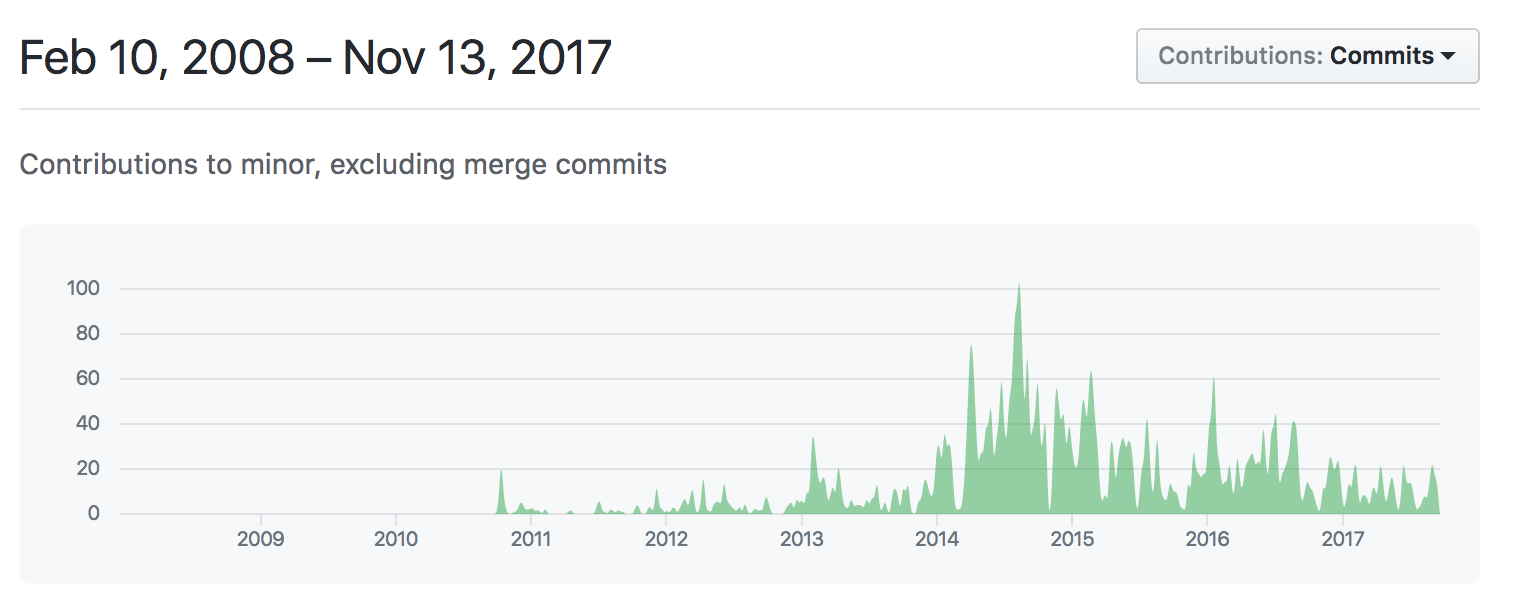 Feb 10, 2008 – Nov 13, 2017
Contributions: Commits
Contributions to minor, excluding merge commits
100
80
60
40
20
0
2009 2010 2011 2012 2013 2014 2015 2016 2017